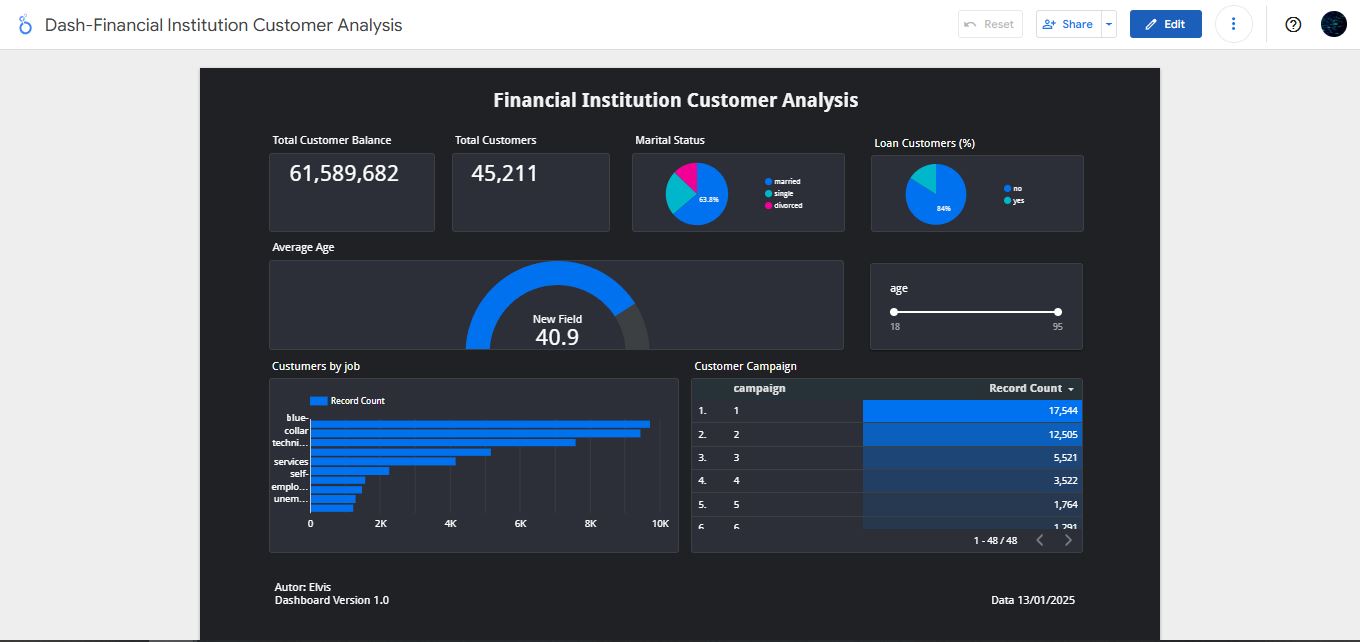 Dash-Financial Institution Customer Analysis
Reset
Share
Edit
Financial Institution Customer Analysis
Total Customer Balance
61,589,682
Total Customers
45,211
Marital Status
63.8%
married
single
divorced
Loan Customers (%)
84%
no
yes
Average Age
New Field
40.9
age
18
95
Custumers by job
Record Count
blue-
collar
techni...
services
self-
emplo...
unem...
0 2K 4K 6K 8K 10K
Customer Campaign
campaign Record Count
1. 1 17,544
2. 2 12,505
3. 3 5,521
4. 4 3,522
5. 5 1,764
6. 6 1,291
1 - 48 / 48
Autor: Elvis
Dashboard Version 1.0
Data 13/01/2025